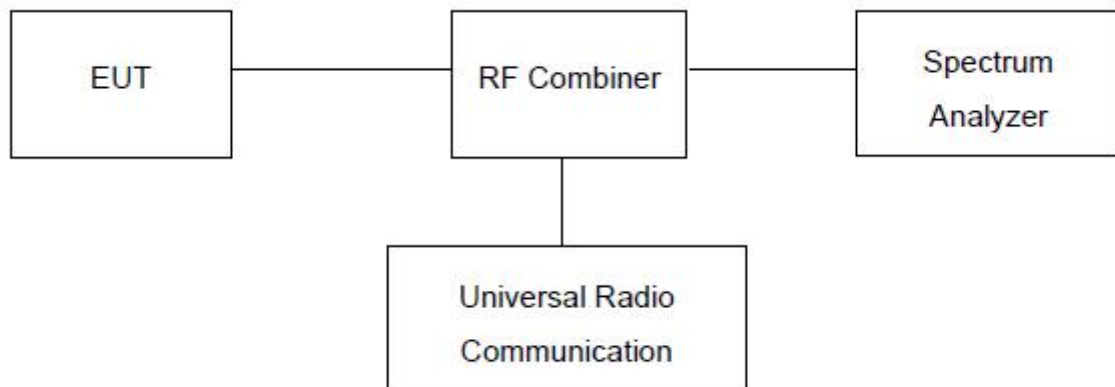 EUT
RF Combiner
Spectrum
Analyzer
Universal Radio
Communication